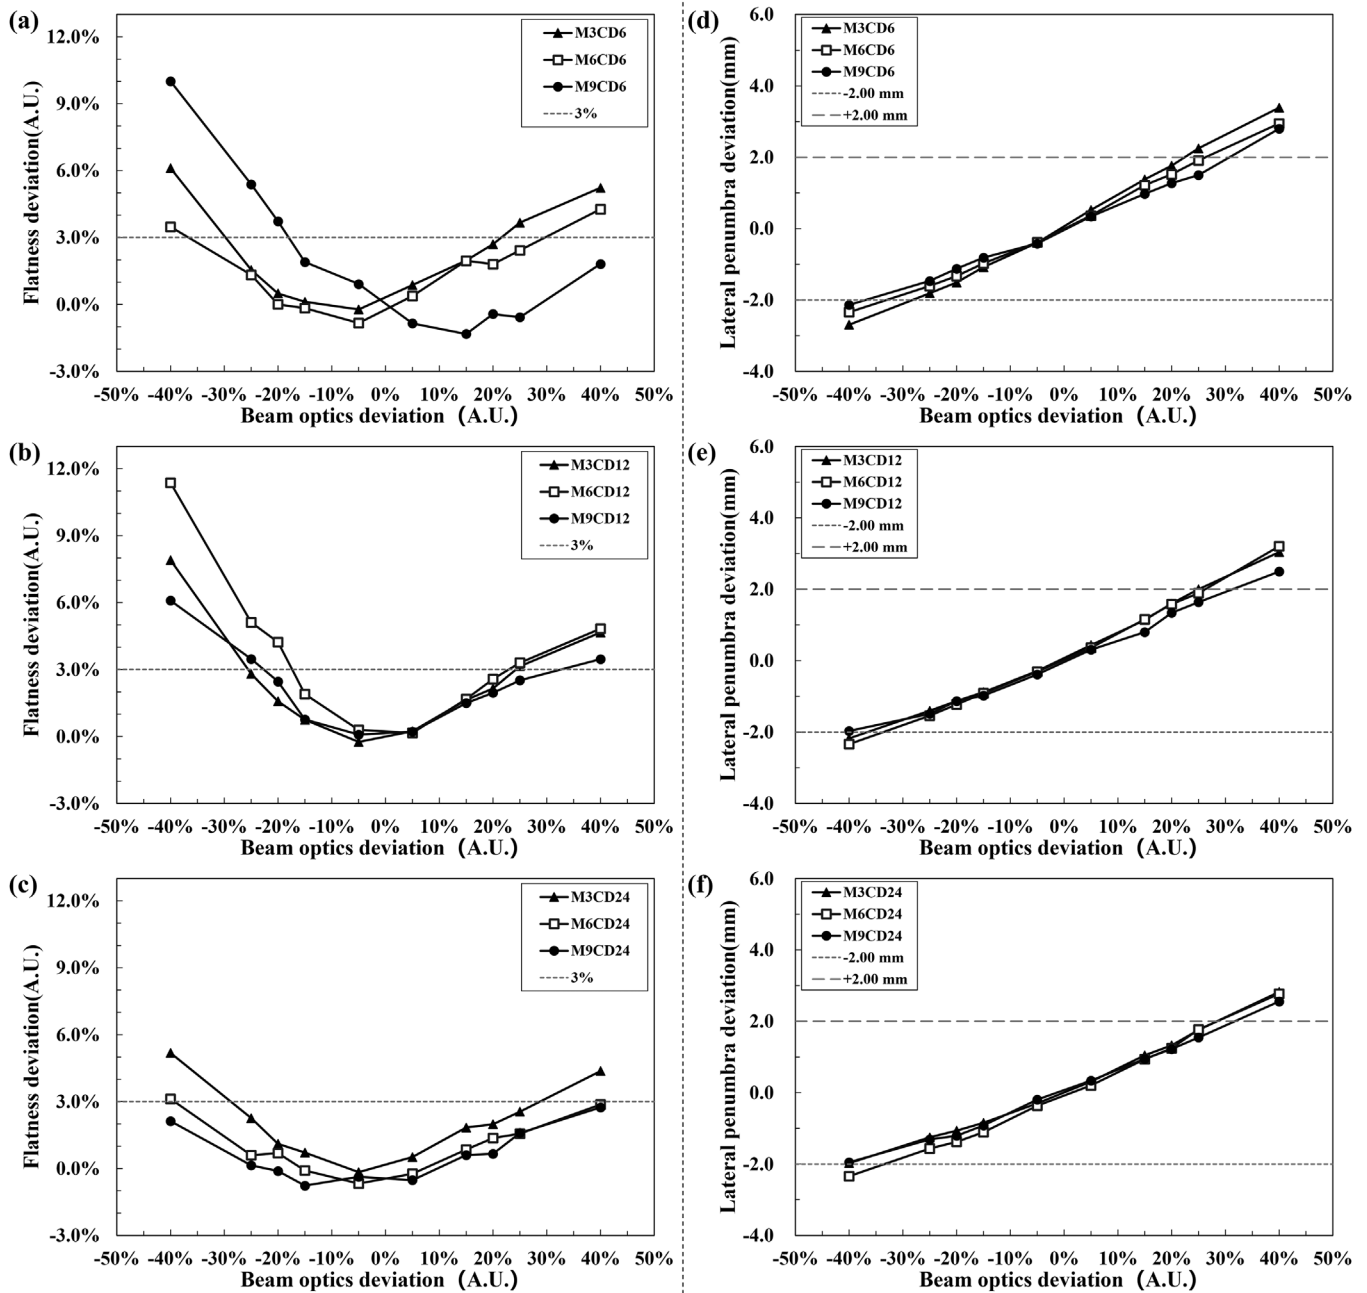 (a)
12.0%
9.0%
6.0%
3.0%
0.0%
-3.0%
Flatness deviation(A.U.)
M3CD6
M6CD6
M9CD6
3%
-50% -40% -30% -20% -10% 0% 10% 20% 30% 40% 50%
Beam optics deviation (A.U.)
(d)
6.0
4.0
2.0
0.0
-2.0
-4.0
Lateral penumbra deviation(mm)
M3CD6
M6CD6
M9CD6
-2.00 mm
+2.00 mm
-50% -40% -30% -20% -10% 0% 10% 20% 30% 40% 50%
Beam optics deviation (A.U.)
(b)
12.0%
9.0%
6.0%
3.0%
0.0%
-3.0%
Flatness deviation(A.U.)
M3CD12
M6CD12
M9CD12
3%
-50% -40% -30% -20% -10% 0% 10% 20% 30% 40% 50%
Beam optics deviation (A.U.)
(e)
6.0
4.0
2.0
0.0
-2.0
-4.0
Lateral penumbra deviation(mm)
M3CD12
M6CD12
M9CD12
-2.00 mm
+2.00 mm
-50% -40% -30% -20% -10% 0% 10% 20% 30% 40% 50%
Beam optics deviation (A.U.)
(c)
12.0%
9.0%
6.0%
3.0%
0.0%
-3.0%
Flatness deviation(A.U.)
M3CD24
M6CD24
M9CD24
3%
-50% -40% -30% -20% -10% 0% 10% 20% 30% 40% 50%
Beam optics deviation (A.U.)
(f)
6.0
4.0
2.0
0.0
-2.0
-4.0
Lateral penumbra deviation(mm)
M3CD24
M6CD24
M9CD24
-2.00 mm
+2.00 mm
-50% -40% -30% -20% -10% 0% 10% 20% 30% 40% 50%
Beam optics deviation (A.U.)